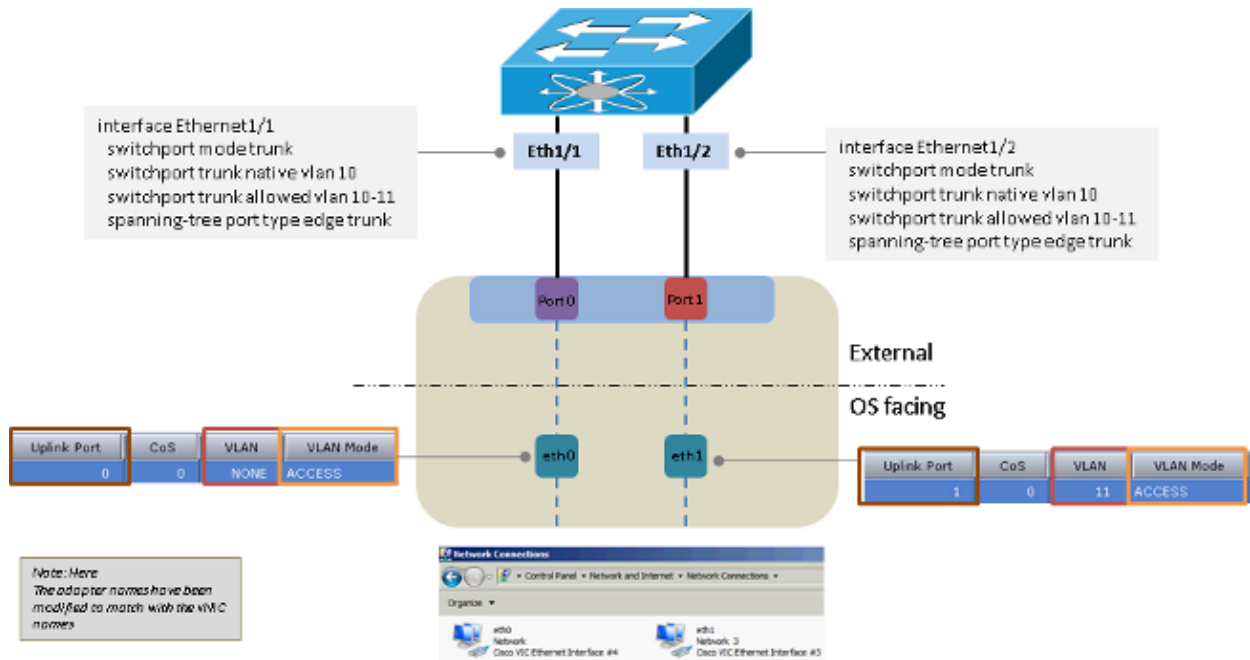 interface Ethernet1/1
switchport mode trunk
switchport trunk native vlan 10
switchport trunk allowed vlan 10-11
spanning-tree port type edge trunk
Eth1/1
Eth1/2
interface Ethernet1/2
switchport mode trunk
switchport trunk native vlan 10
switchport trunk allowed vlan 10-11
spanning-tree port type edge trunk
Port0
Port1
External
OS facing
Uplink Port CoS VLAN VLAN Mode
0 0 NONE ACCESS
eth0
eth1
Uplink Port CoS VLAN VLAN Mode
1 0 11 ACCESS
Note: Here
The adapter names have been
modified to match with the vNIC
names
Network Connections
Control Panel Network and Internet Network Connections
Organize
eth0
Network
Cisco VIC Ethernet Interface #4
eth1
Network 3
Cisco VIC Ethernet Interface #3